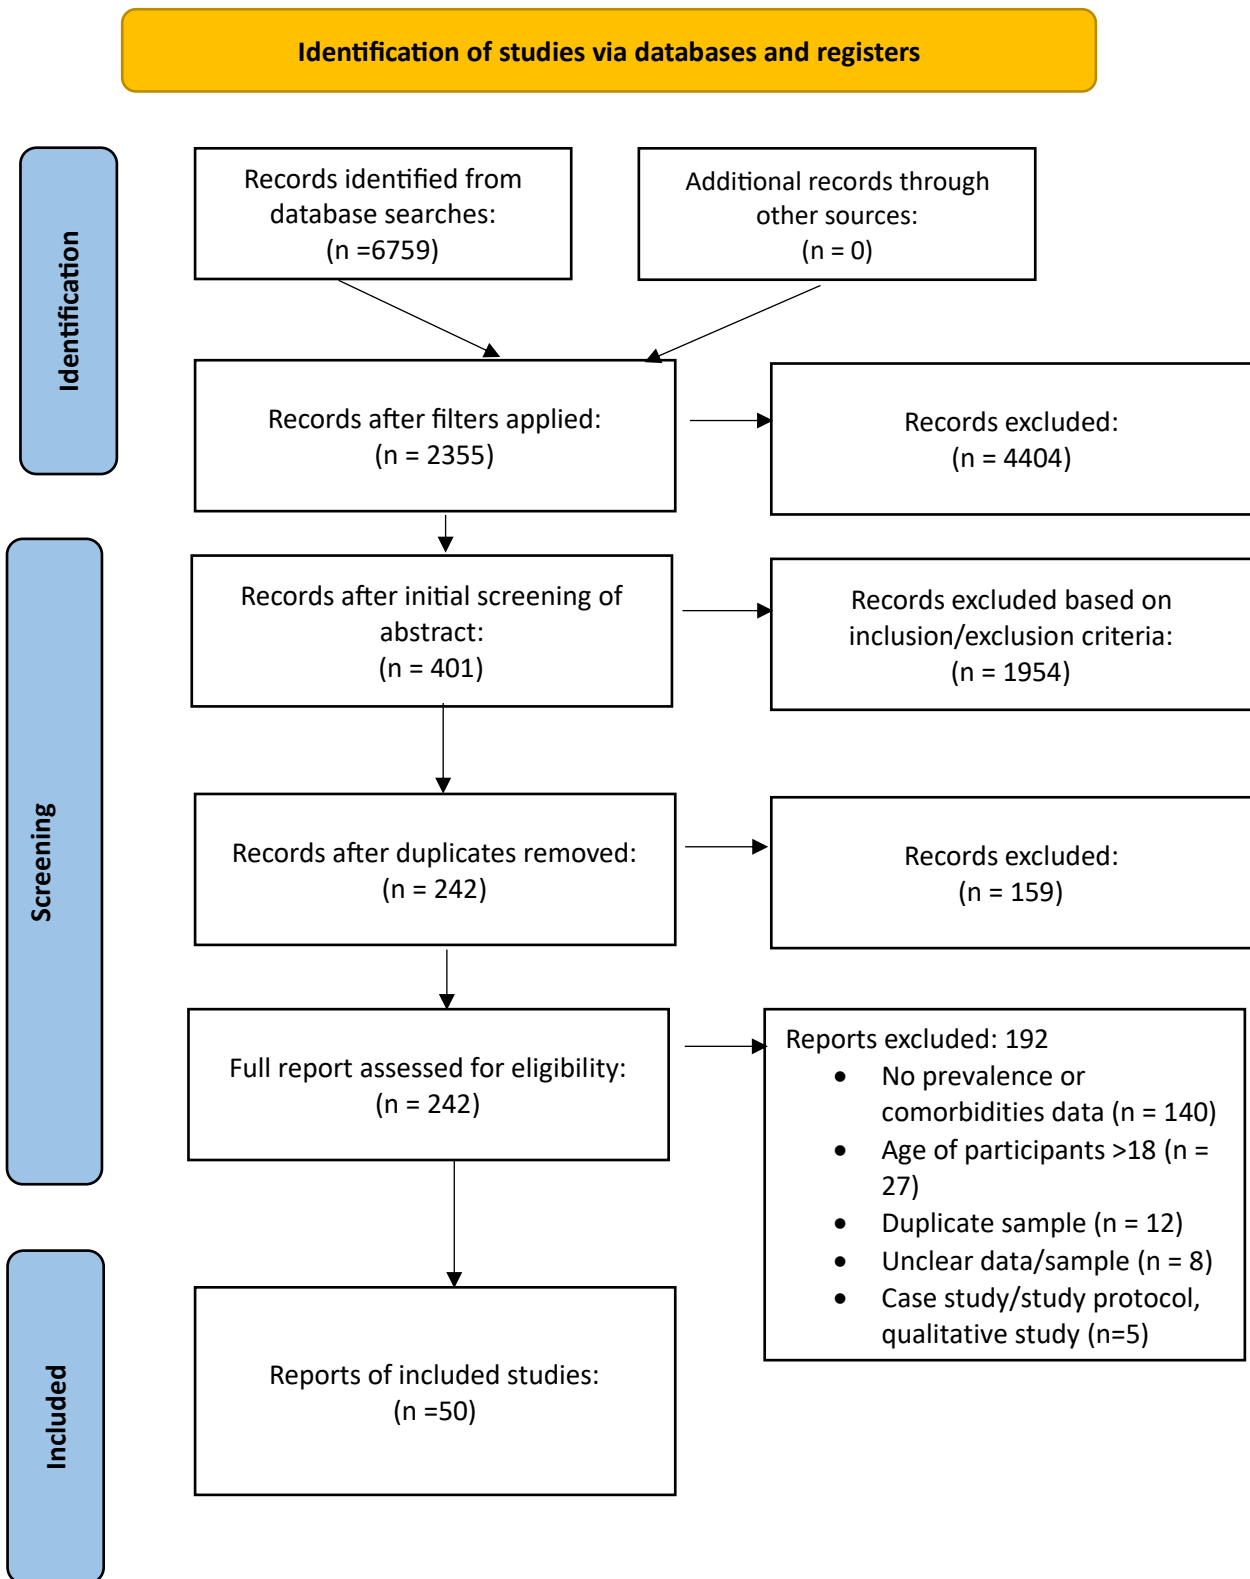 Identification of studies via databases and registers
Identification
Records identified from
database searches:
(n =6759)
Additional records through
other sources:
(n = 0)
Records after filters applied:
(n = 2355)
Records excluded:
(n = 4404)
Screening
Records after initial screening of
abstract:
(n = 401)
Records excluded based on
inclusion/exclusion criteria:
(n = 1954)
Records after duplicates removed:
(n = 242)
Records excluded:
(n = 159)
Full report assessed for eligibility:
(n = 242)
Reports excluded: 192
• No prevalence or
comorbidities data (n = 140)
• Age of participants >18 (n =
27)
• Duplicate sample (n = 12)
• Unclear data/sample (n = 8)
• Case study/study protocol,
qualitative study (n=5)
Included
Reports of included studies:
(n =50)